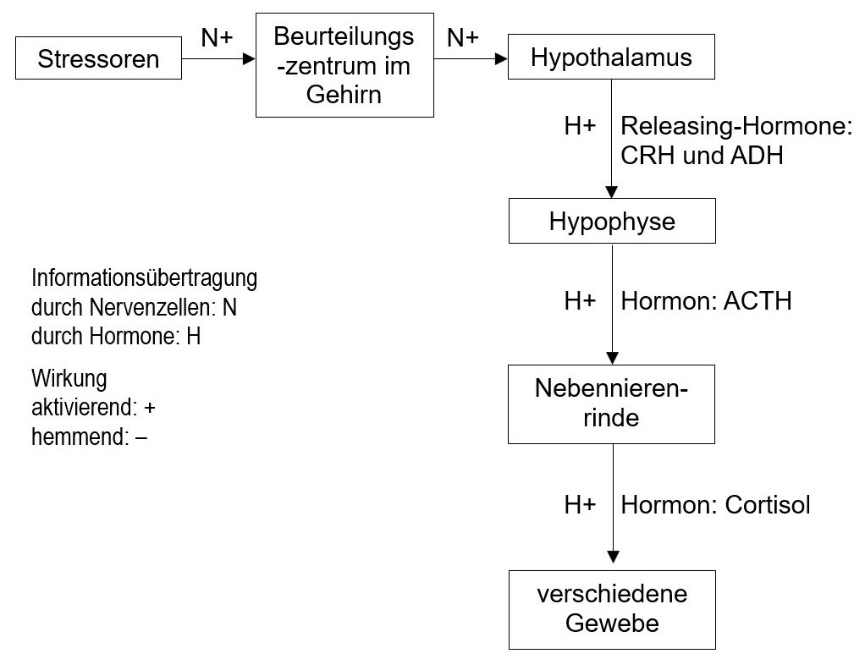 Stressoren
N+
Beurteilungs
-zentrum im
Gehirn
N+
Hypothalamus
H+
Releasing-Hormone:
CRH und ADH
Hypophyse
Informationsübertragung
durch Nervenzellen: N
durch Hormone: H
H+
Hormon: ACTH
Wirkung
aktivierend: +
hemmend: –
Nebennieren-
rinde
H+
Hormon: Cortisol
verschiedene
Gewebe